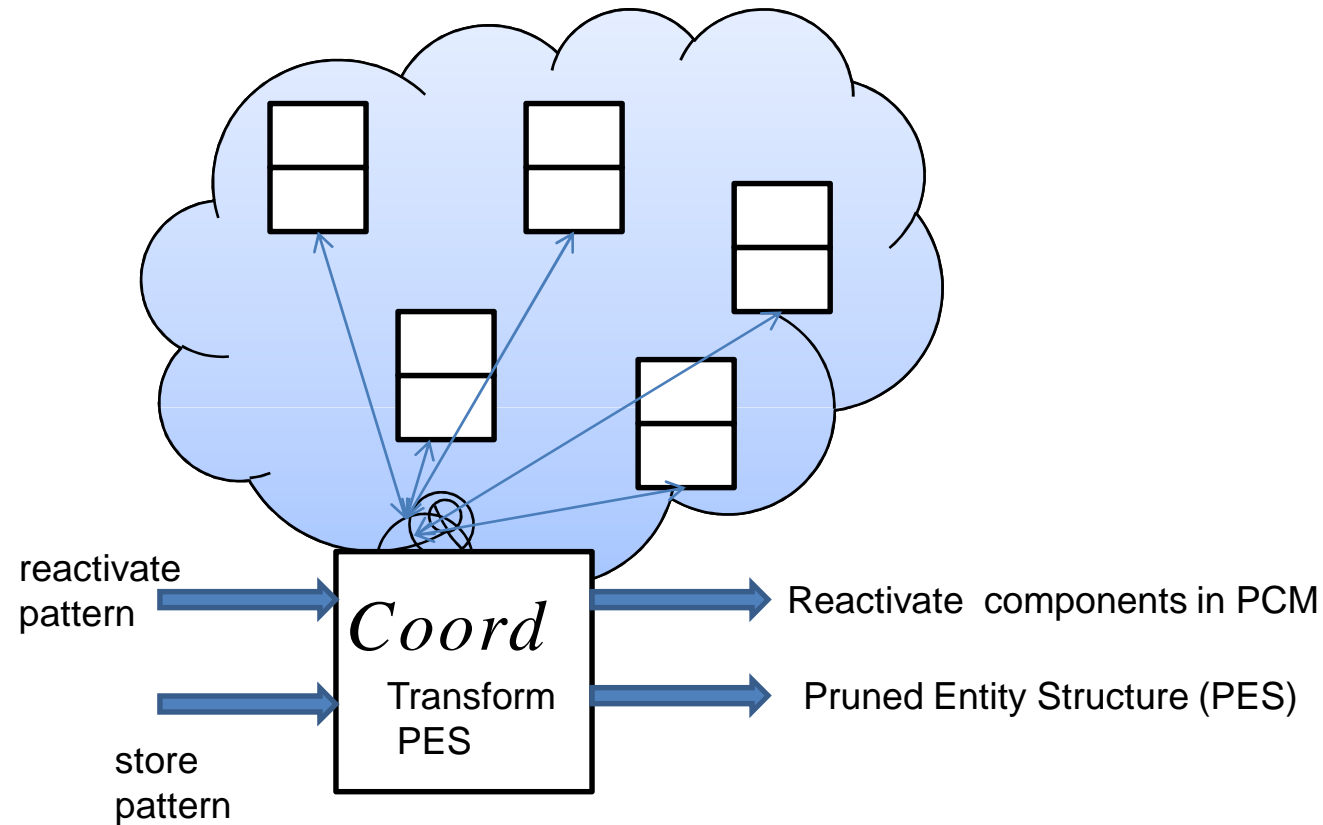 reactivate
pattern
Reactivate components in PCM
Coord
Transform
PES
Pruned Entity Structure (PES)
store
pattern